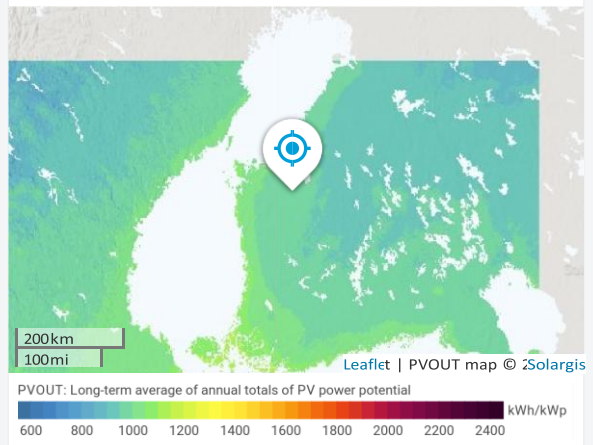 200km
100mi
Leaflet | PVOUT map © 2Solargis
PVOUT: Long-term average of annual totals of PV power potential
kWh/kWp
600 800 1000 1200 1400 1600 1800 2000 2200 2400